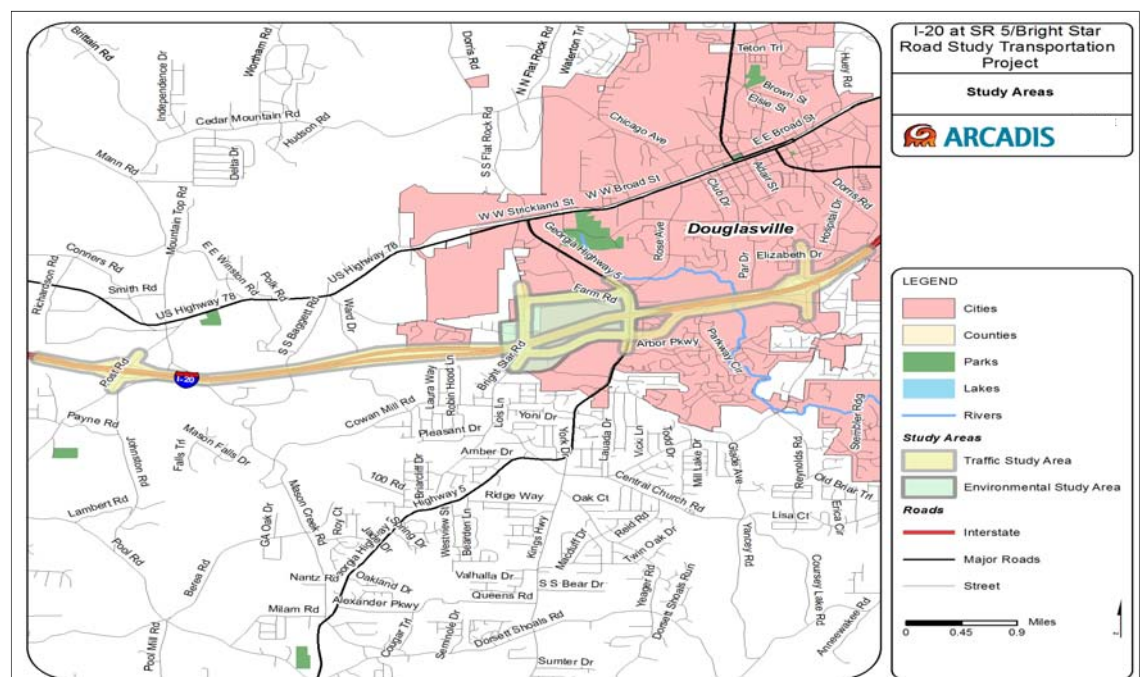 I-20 at SR 5/Bright Star
Road Study Transportation
Project
Study Areas
ARCADIS
LEGEND
Cities
Counties
Parks
Lakes
Rivers
Study Areas
Traffic Study Area
Environmental Study Area
Roads
Interstate
Major Roads
Street
0 0.45 0.9 Miles
Brittain Rd
Independence Dr
Wortham Rd
Dorris Rd
N N Flat Rock Rd
Waterton Trl
Teton Trl
Huey Rd
Brown St
Elsie St
Cedar Mountain Rd
Hudson Rd
Chicago Ave
E E Broad St
Mann Rd
Delta Dr
S S Flat Rock Rd
W W Broad St
Adair St
Club Dr
Dorris Rd
W W Strickland St
Mountain Top Rd
Georgia Highway 5
Rose Ave
Douglasville
Hospital Dr
Conners Rd
E E Winston Rd
US Highway 78
Par Dr
Elizabeth Dr
Richardson Rd
Smith Rd
Polk Rd
US Highway 78
S S Baggett Rd
Ward Dr
Farm Rd
Post Rd
I-20
Bright Star Rd
Arbor Pkwy
Parkway Cir
Laura Way
Robin Hood Ln
Payne Rd
Cowan Mill Rd
Lois Ln
Yoni Dr
Pleasant Dr
Stembler Rdg
Johnston Rd
Falls Trl
Mason Falls Dr
Amber Dr
York Dr
Lauada Dr
Vicki Ln
Todd Dr
Mill Lake Dr
Glade Ave
Reynolds Rd
100 Rd
Briarcliff Dr
Highway 5
Central Church Rd
Old Briar Trl
Lambert Rd
Mason Creek Rd
Ridge Way
Oak Ct
GA Oak Dr
Roy Ct
Spring Dr
Jada Dr
Westview St
Bearden Ln
Kings Hwy
Macduff Dr
Reid Rd
Lisa Ct
Erica Cir
Pool Rd
Berea Rd
Twin Oak Dr
Yancey Rd
Nantz Rd
Oakland Dr
Valhalla Dr
S S Bear Dr
Yeager Rd
Dorsett Shoals Run
Coursey Lake Rd
Milam Rd
Alexander Pkwy
Queens Rd
Anneewakee Rd
Pool Mill Rd
Cougar Trl
Seminole Dr
Dorsett Shoals Rd
Sumter Dr